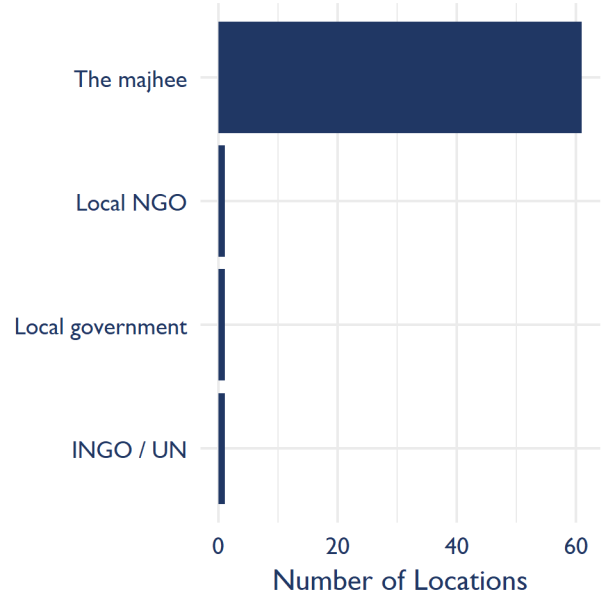 The majhee
Local NGO
Local government
INGO / UN
0 20 40 60
Number of Locations